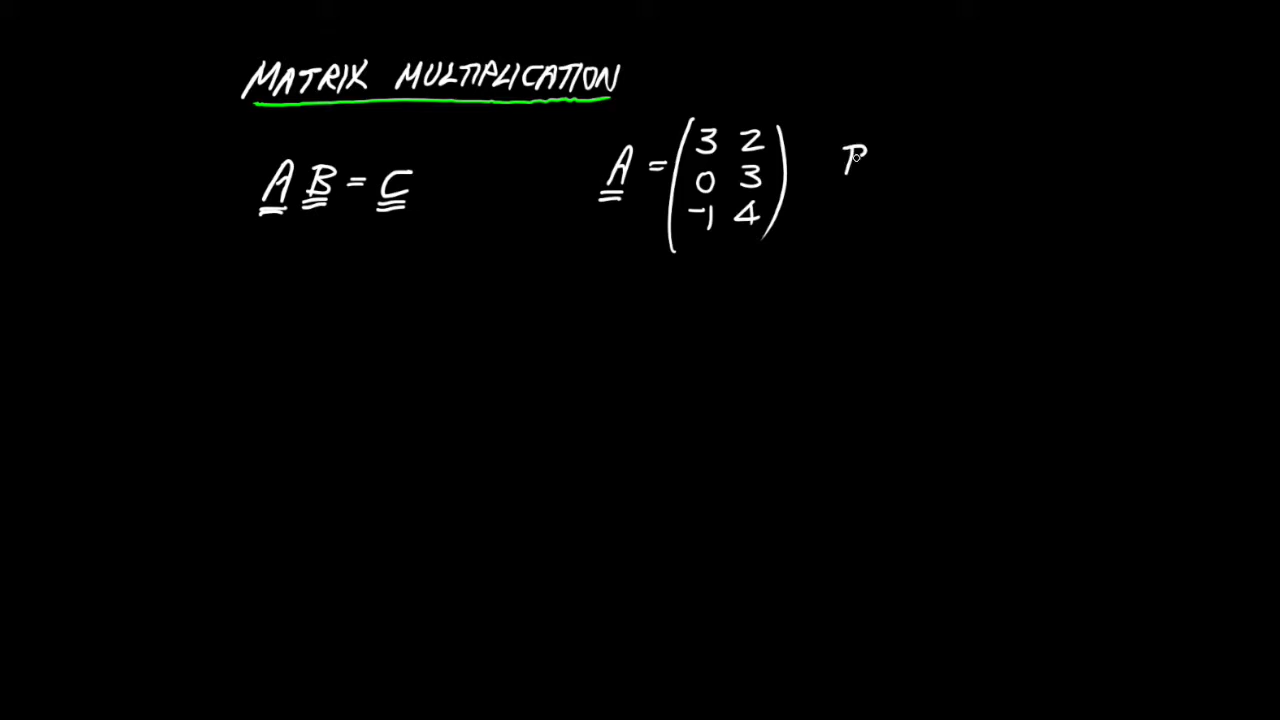 MATRIX MULTIPLICATION
A B = C
A = (3 2
0 3
-1 4)